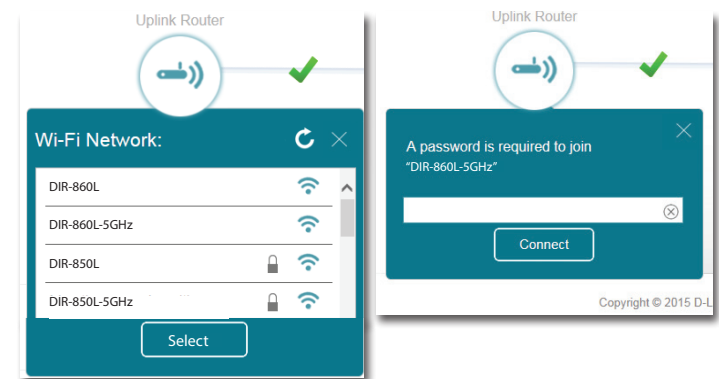 Uplink Router
Wi-Fi Network:
DIR-860L
DIR-860L-5GHz
DIR-850L
DIR-850L-5GHz
Select
Uplink Router
A password is required to join
“DIR-860L-5GHz”
Connect
Copyright © 2015 D-L